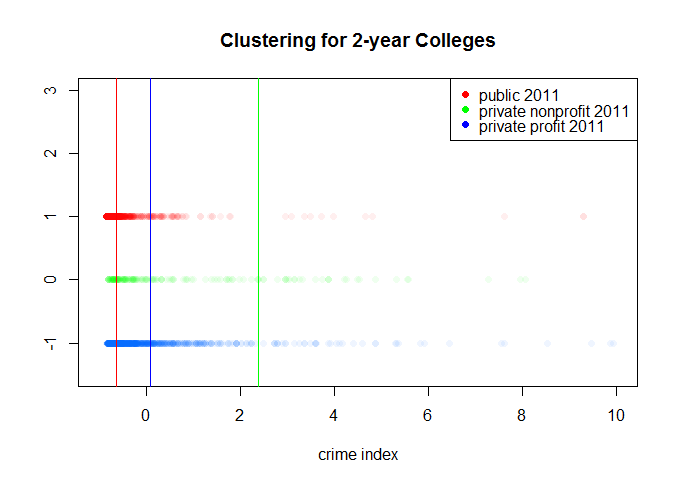 Clustering for 2-year Colleges
public 2011
private nonprofit 2011
private profit 2011
3
2
1
0
-1
0 2 4 6 8 10
crime index